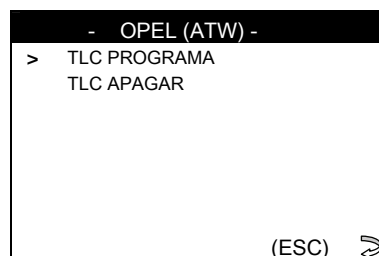 - OPEL (ATW) -
> TLC PROGRAMA
TLC APAGAR
(ESC)